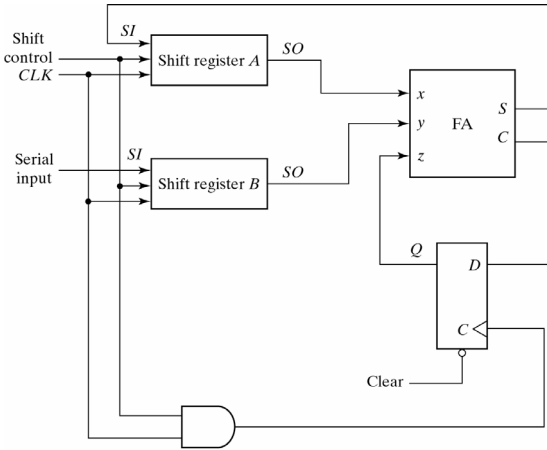 SI
Shift
control
CLK
Shift register A
SO
x
y
z
FA
S
C
Serial
input
SI
Shift register B
SO
Q
D
C
Clear